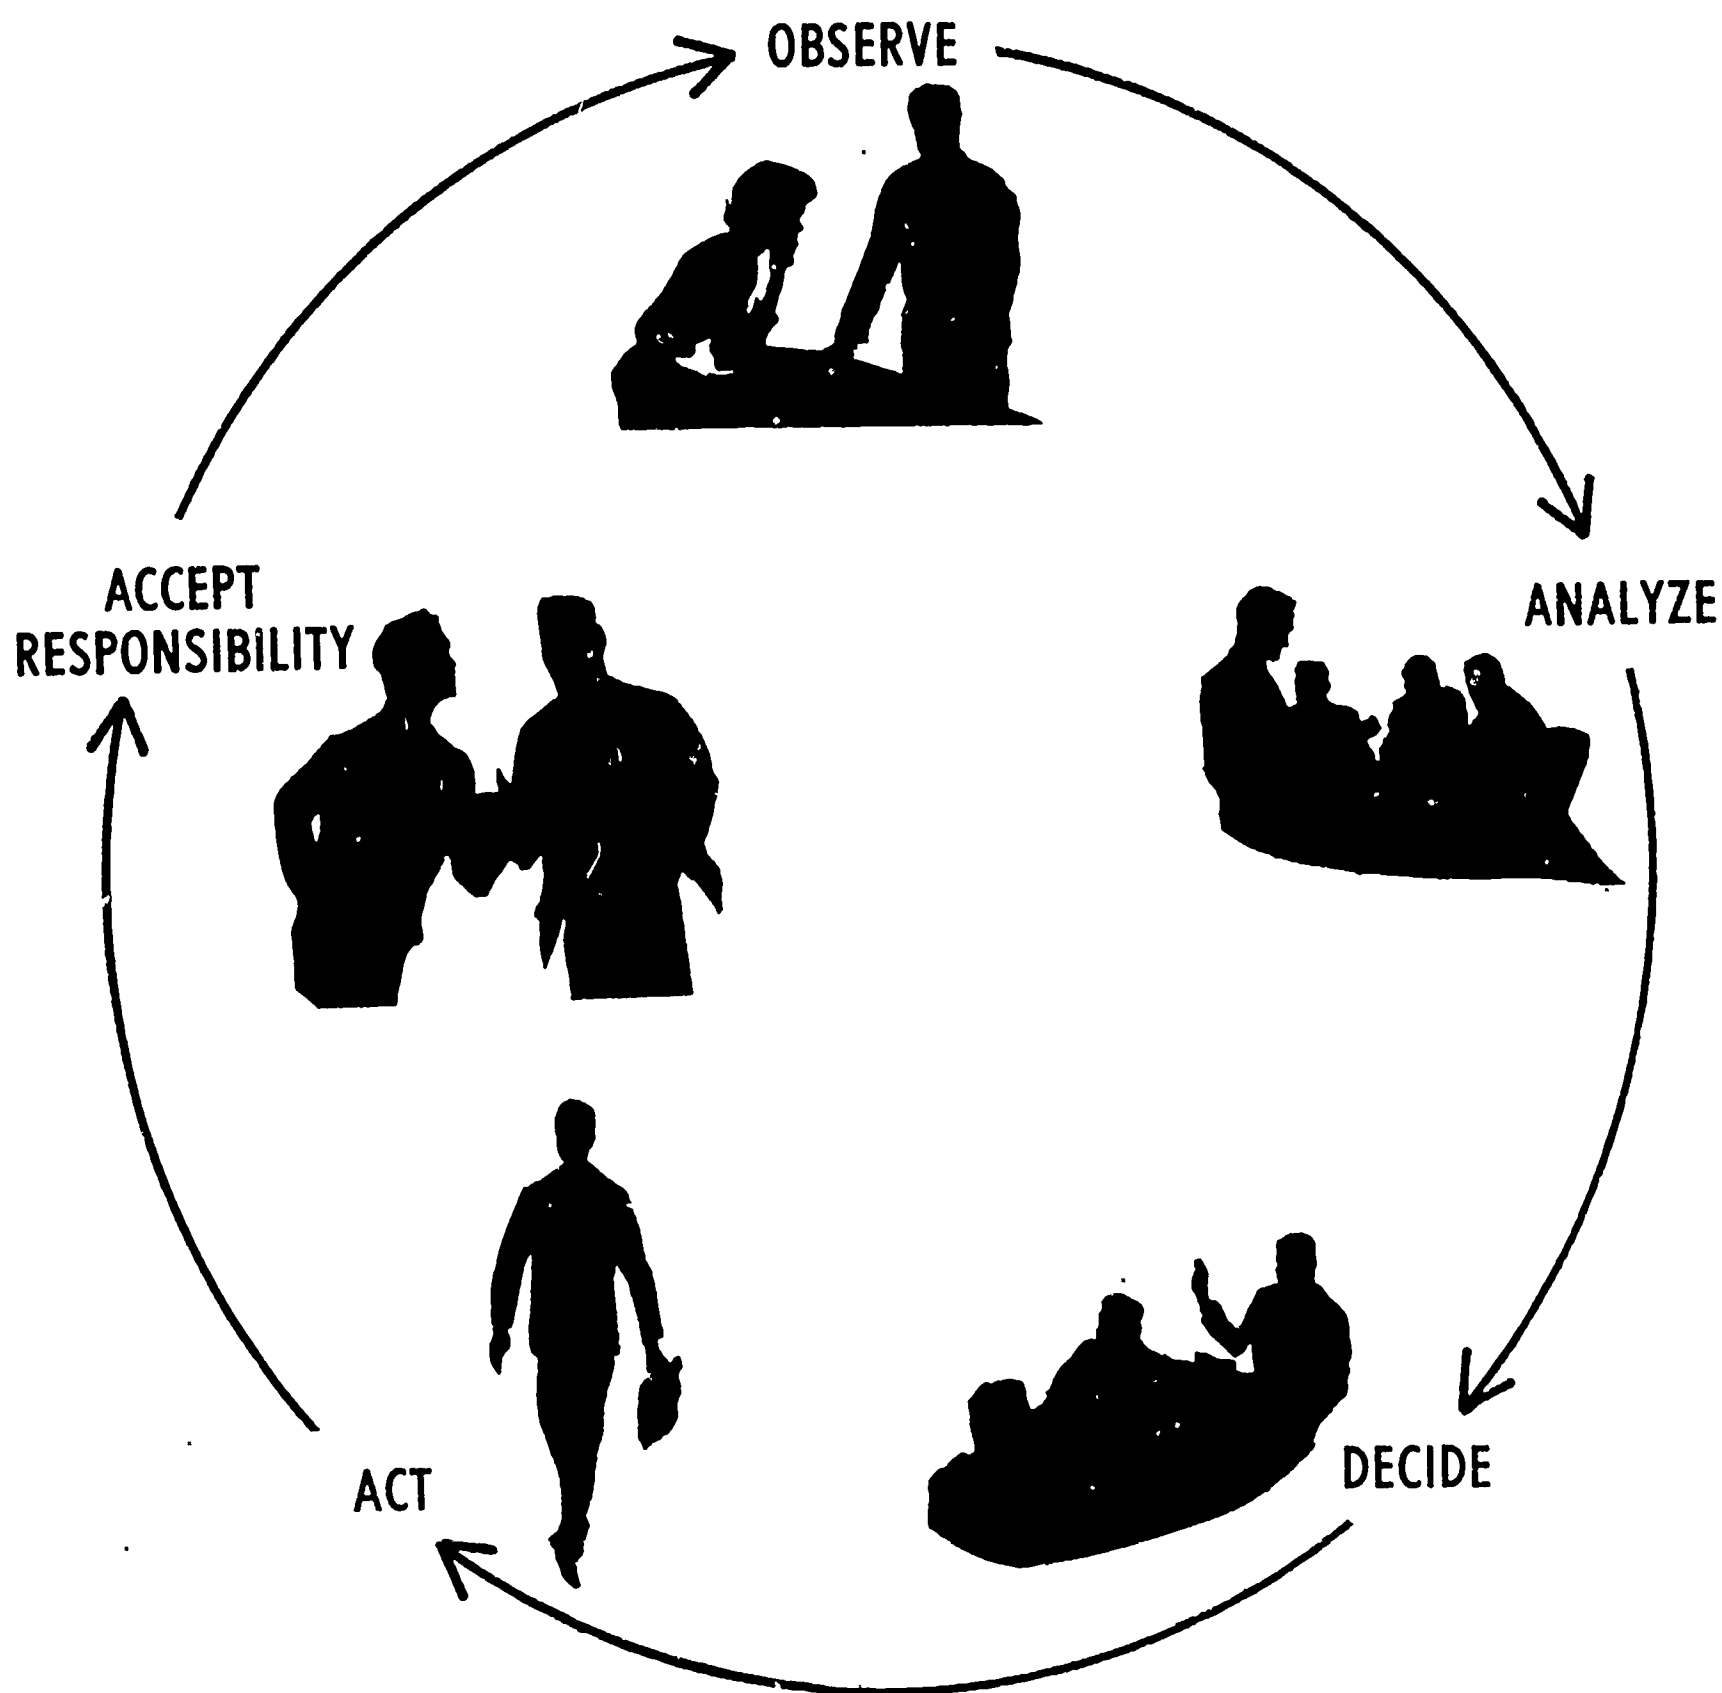 OBSERVE
ANALYZE
DECIDE
ACT
ACCEPT
RESPONSIBILITY